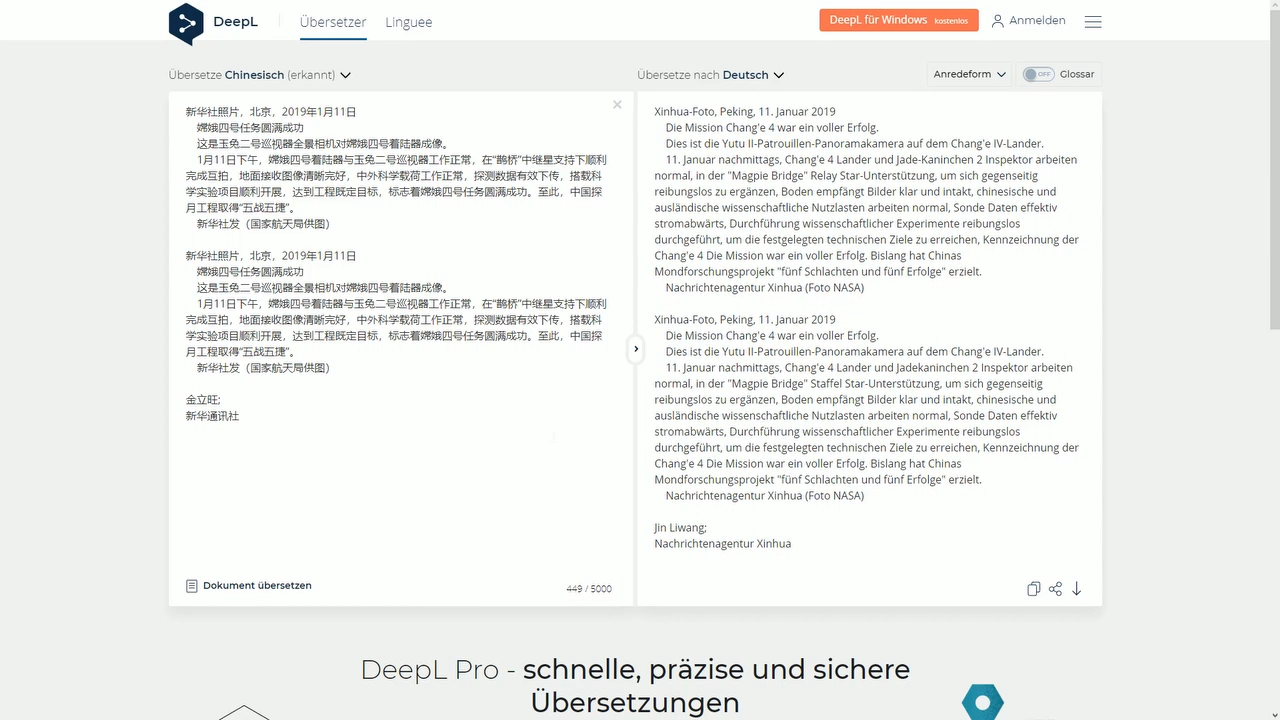 DeepL
Übersetzer
Linguee
DeepL für Windows kostenlos
Anmelden
Übersetze Chinesisch (erkannt)
Übersetze nach Deutsch
Anredeform
OFF
Glossar
新华社照片，北京，2019年1月11日
嫦娥四号任务圆满成功
这是玉兔二号巡视器全景相机对嫦娥四号着陆器成像。
1月11日下午，嫦娥四号着陆器与玉兔二号巡视器工作正常，在“鹊桥”中继星支持下顺利
完成互拍，地面接收图像清晰完好，中外科学载荷工作正常，探测数据有效下传，搭载科
学实验项目顺利开展，达到工程既定目标，标志着嫦娥四号任务圆满成功。至此，中国探
月工程取得“五战五捷”。
新华社发（国家航天局供图）
新华社照片，北京，2019年1月11日
嫦娥四号任务圆满成功
这是玉兔二号巡视器全景相机对嫦娥四号着陆器成像。
1月11日下午，嫦娥四号着陆器与玉兔二号巡视器工作正常，在“鹊桥”中继星支持下顺利
完成互拍，地面接收图像清晰完好，中外科学载荷工作正常，探测数据有效下传，搭载科
学实验项目顺利开展，达到工程既定目标，标志着嫦娥四号任务圆满成功。至此，中国探
月工程取得“五战五捷”。
新华社发（国家航天局供图）
金立旺;
新华通讯社
Dokument übersetzen
449 / 5000
Xinhua-Foto, Peking, 11. Januar 2019
Die Mission Chang'e 4 war ein voller Erfolg.
Dies ist die Yutu II-Patrouillen-Panoramakamera auf dem Chang'e IV-Lander.
11. Januar nachmittags, Chang'e 4 Lander und Jade-Kaninchen 2 Inspektor arbeiten
normal, in der "Magpie Bridge" Relay Star-Unterstützung, um sich gegenseitig
reibungslos zu ergänzen, Boden empfängt Bilder klar und intakt, chinesische und
ausländische wissenschaftliche Nutzlasten arbeiten normal, Sonde Daten effektiv
stromabwärts, Durchführung wissenschaftlicher Experimente reibungslos
durchgeführt, um die festgelegten technischen Ziele zu erreichen, Kennzeichnung der
Chang'e 4 Die Mission war ein voller Erfolg. Bislang hat Chinas
Mondforschungsprojekt "fünf Schlachten und fünf Erfolge" erzielt.
Nachrichtenagentur Xinhua (Foto NASA)
Xinhua-Foto, Peking, 11. Januar 2019
Die Mission Chang'e 4 war ein voller Erfolg.
Dies ist die Yutu II-Patrouillen-Panoramakamera auf dem Chang'e IV-Lander.
11. Januar nachmittags, Chang'e 4 Lander und Jadekaninchen 2 Inspektor arbeiten
normal, in der "Magpie Bridge" Staffel Star-Unterstützung, um sich gegenseitig
reibungslos zu ergänzen, Boden empfängt Bilder klar und intakt, chinesische und
ausländische wissenschaftliche Nutzlasten arbeiten normal, Sonde Daten effektiv
stromabwärts, Durchführung wissenschaftlicher Experimente reibungslos
durchgeführt, um die festgelegten technischen Ziele zu erreichen, Kennzeichnung der
Chang'e 4 Die Mission war ein voller Erfolg. Bislang hat Chinas
Mondforschungsprojekt "fünf Schlachten und fünf Erfolge" erzielt.
Nachrichtenagentur Xinhua (Foto NASA)
Jin Liwang;
Nachrichtenagentur Xinhua
DeepL Pro - schnelle, präzise und sichere
Übersetzungen